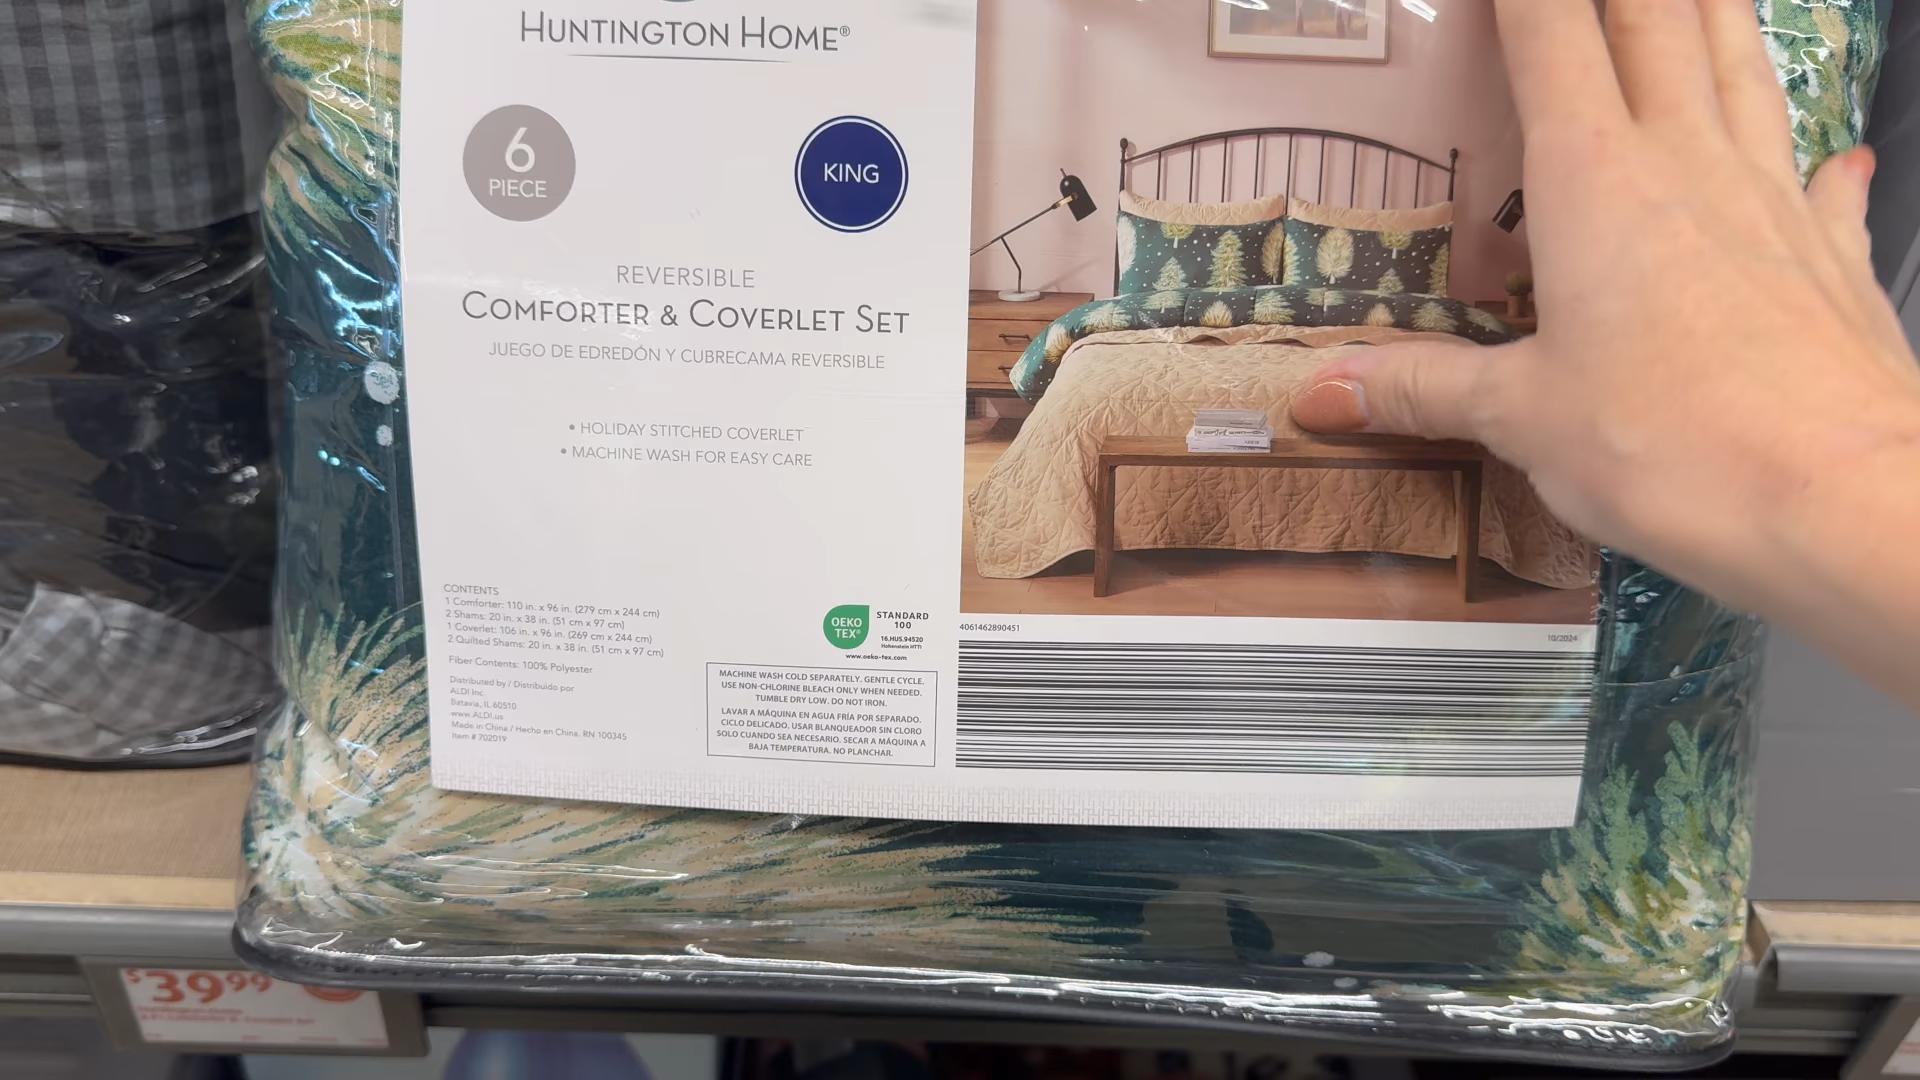 HUNTINGTON HOME®
6
PIECE
KING
REVERSIBLE
COMFORTER & COVERLET SET
JUEGO DE EDREDÓN Y CUBRECAMA REVERSIBLE
• HOLIDAY STITCHED COVERLET
• MACHINE WASH FOR EASY CARE
CONTENTS
1 Comforter: 110 in. x 96 in. (279 cm x 244 cm)
2 Shams: 20 in. x 38 in. (51 cm x 97 cm)
1 Coverlet: 106 in. x 96 in. (269 cm x 244 cm)
2 Quilted Shams: 20 in. x 38 in. (51 cm x 97 cm)
Fiber Contents: 100% Polyester
Distributed by / Distribuido por
ALDI Inc.
Batavia, IL 60510
www.ALDI.us
Made in China / Hecho en China. RN 100345
Item # 702019
OEKO
TEX®
STANDARD
100
16.HUS.94520
Hohenstein HTTI
www.oeko-tex.com
MACHINE WASH COLD SEPARATELY. GENTLE CYCLE.
USE NON-CHLORINE BLEACH ONLY WHEN NEEDED.
TUMBLE DRY LOW. DO NOT IRON.
LAVAR A MÁQUINA EN AGUA FRÍA POR SEPARADO.
CICLO DELICADO. USAR BLANQUEADOR SIN CLORO
SOLO CUANDO SEA NECESARIO. SECAR A MÁQUINA A
BAJA TEMPERATURA. NO PLANCHAR.
4061462890451
10/2024
$39.99